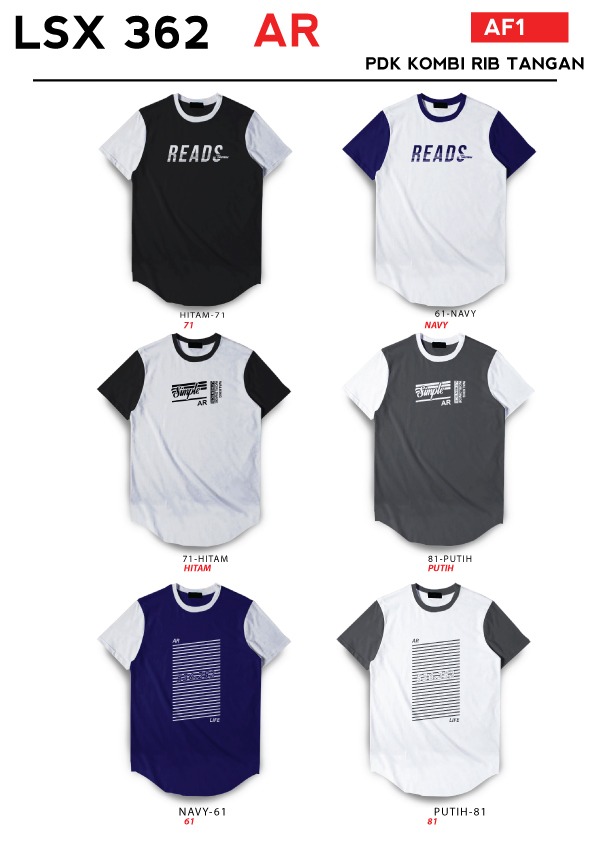 LSX 362
AR
AF1
PDK KOMBI RIB TANGAN
READS
READS
HITAM-71
71
61-NAVY
NAVY
Simple
AR
Simple
AR
71-HITAM
HITAM
81-PUTIH
PUTIH
AR
LIFE
AR
LIFE
NAVY-61
61
PUTIH-81
81